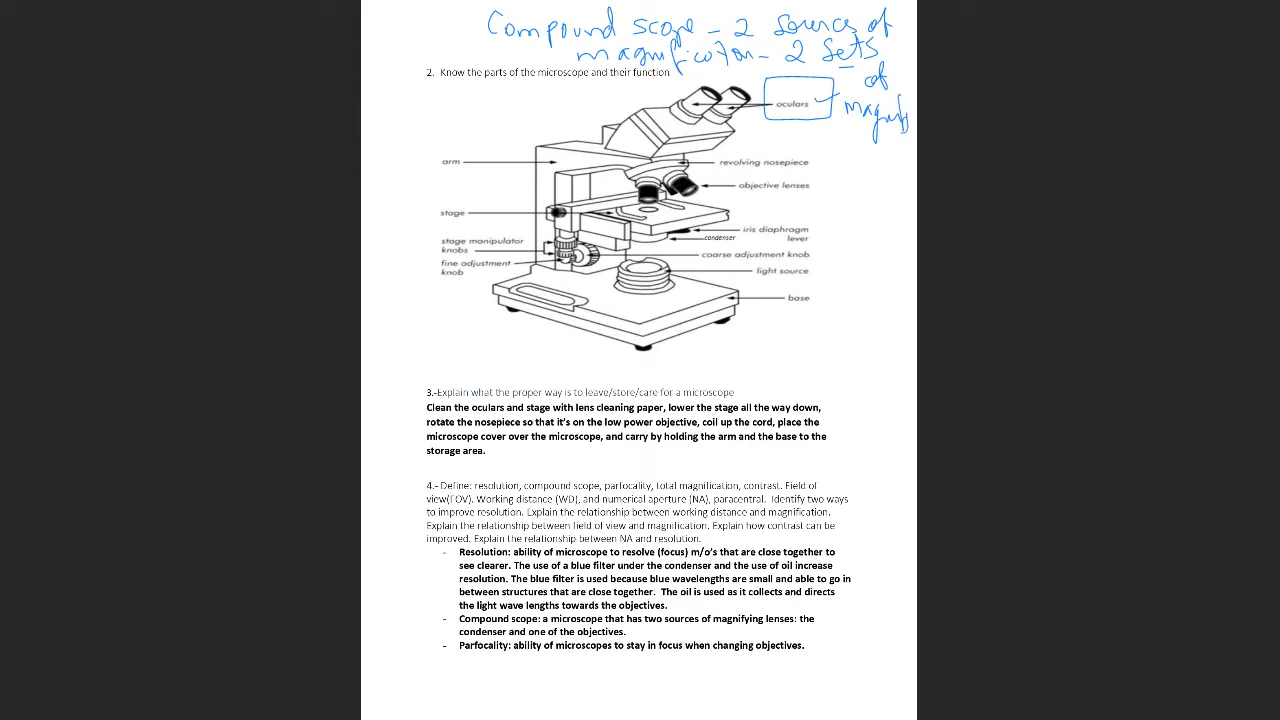 Compound scope - 2 sources of
magnification - 2 sets
of
2. Know the parts of the microscope and their function
oculars
arm
revolving nosepiece
objective lenses
stage
iris diaphragm
lever
condenser
stage manipulator
knobs
coarse adjustment knob
fine adjustment
knob
light source
base
3.-Explain what the proper way is to leave/store/care for a microscope
Clean the oculars and stage with lens cleaning paper, lower the stage all the way down,
rotate the nosepiece so that it's on the low power objective, coil up the cord, place the
microscope cover over the microscope, and carry by holding the arm and the base to the
storage area.
4.- Define: resolution, compound scope, parfocality, total magnification, contrast. Field of
view(FOV). Working distance (WD), and numerical aperture (NA), paracentral. Identify two ways
to improve resolution. Explain the relationship between working distance and magnification.
Explain the relationship between field of view and magnification. Explain how contrast can be
improved. Explain the relationship between NA and resolution.
- Resolution: ability of microscope to resolve (focus) m/o's that are close together to
see clearer. The use of a blue filter under the condenser and the use of oil increase
resolution. The blue filter is used because blue wavelengths are small and able to go in
between structures that are close together. The oil is used as it collects and directs
the light wave lengths towards the objectives.
- Compound scope: a microscope that has two sources of magnifying lenses: the
condenser and one of the objectives.
- Parfocality: ability of microscopes to stay in focus when changing objectives.